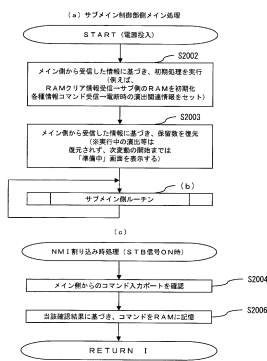 (a) サブメイン制御部側メイン処理
START(電源投入)
S2002
メイン側から受信した情報に基づき、初期処理を実行
(例えば、
RAMクリア情報受信→サブ側のRAMを初期化
各種情報コマンド受信→電断時の演出関連情報をセット)
S2003
メイン側から受信した情報に基づき、保留数を復元
(※実行中の演出等は
復元されず、次変動の開始までは
「準備中」画面を表示する)
(b)
サブメイン側ルーチン
(c)
NMI割り込み時処理(STB信号ON時)
メイン側からのコマンド入力ポートを確認
S2004
当該確認結果に基づき、コマンドをRAMに記憶
S2006
RETURN I